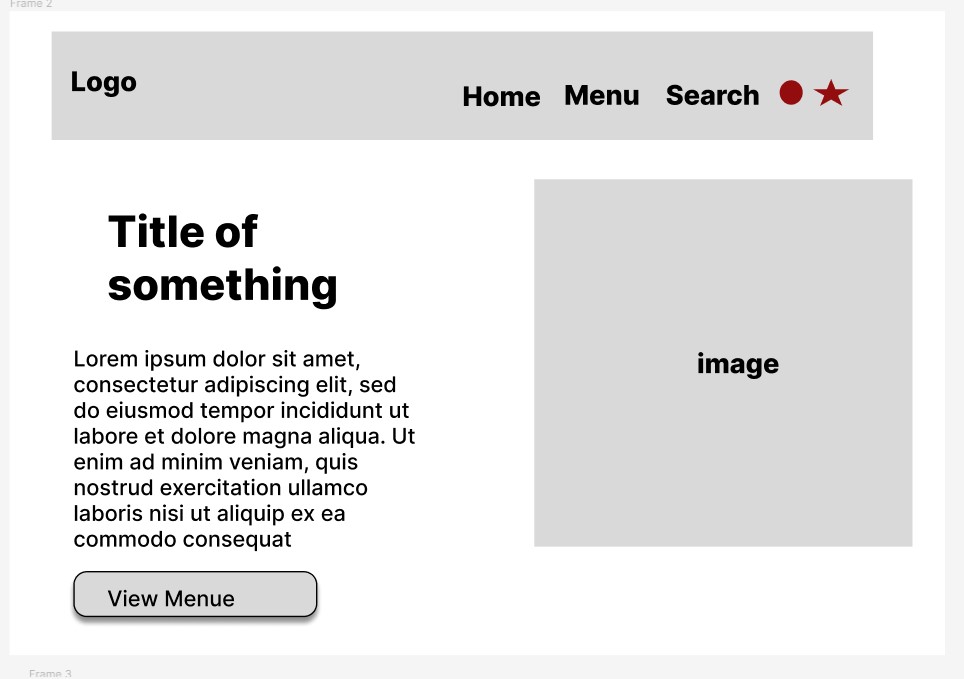 Frame 2
Logo
Home Menu Search
Title of
something
Lorem ipsum dolor sit amet,
consectetur adipiscing elit, sed
do eiusmod tempor incididunt ut
labore et dolore magna aliqua. Ut
enim ad minim veniam, quis
nostrud exercitation ullamco
laboris nisi ut aliquip ex ea
commodo consequat
image
View Menue
Frame 3